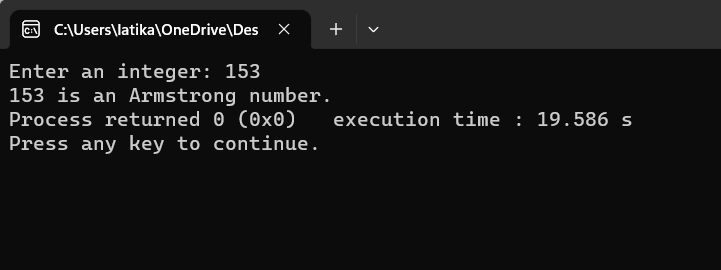 C:\Users\latika\OneDrive\Des
Enter an integer: 153
153 is an Armstrong number.
Process returned 0 (0x0)   execution time : 19.586 s
Press any key to continue.